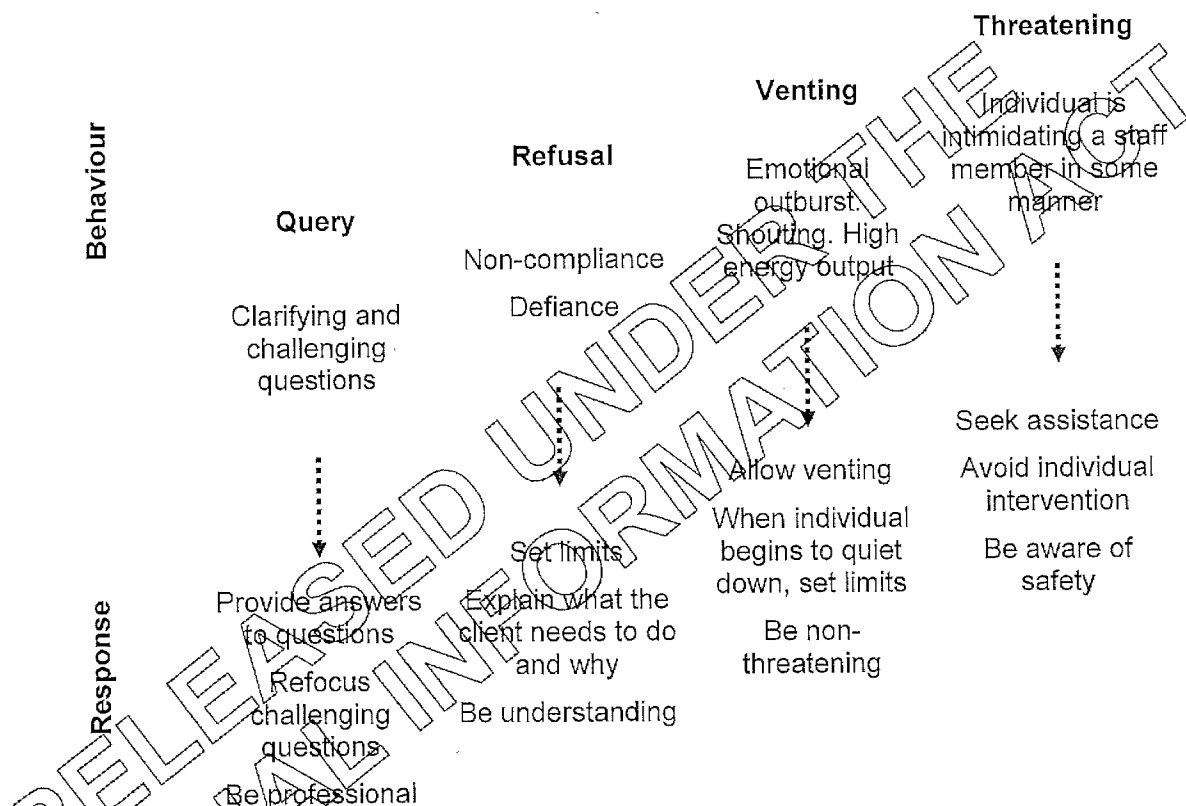 Behaviour
Query
Clarifying and
challenging
questions
Provide answers
to questions
Refocus
challenging
questions
Be professional
Refusal
Non-compliance
Defiance
Set limits
Explain what the
client needs to do
and why
Be understanding
Venting
Emotional
outburst.
Shouting. High
energy output
Allow venting
When individual
begins to quiet
down, set limits
Be non-
threatening
Threatening
Individual is
intimidating a staff
member in some
manner
Seek assistance
Avoid individual
intervention
Be aware of
safety
Response
RELEASED UNDER THE
INFORMATION ACT